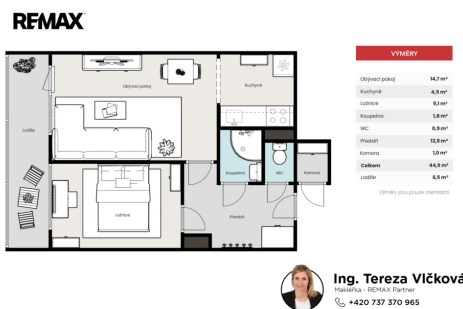 REMAX
VÝMĚRY
Obývací pokoj 14,7 m²
Kuchyně 4,5 m²
Ložnice 9,1 m²
Koupelna 1,8 m²
WC 0,9 m²
Předsíň 12,9 m²
Komora 1,0 m²
Celkem 44,9 m²
Lodžie 6,5 m²
Výměry jsou pouze orientační
Obývací pokoj
Kuchyně
Lodžie
Koupelna
WC
Komora
Ložnice
Předsíň
Ing. Tereza Vlčková
Makléřka - REMAX Partner
+420 737 370 965